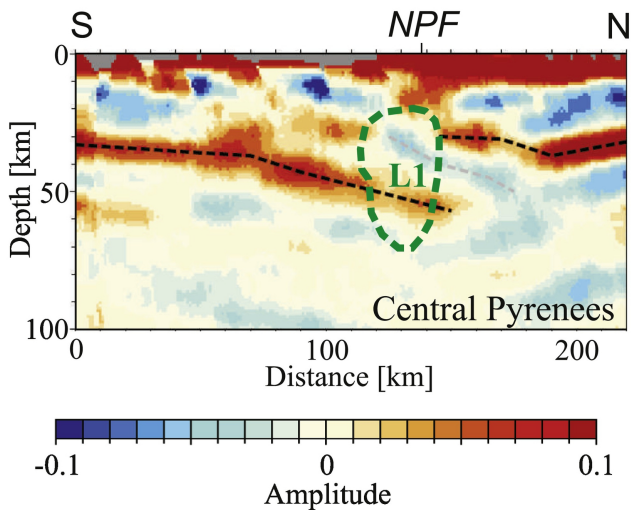 S NPF N
0
50
100
Depth [km]
L1
Central Pyrenees
0 100 200
Distance [km]
-0.1 0 0.1
Amplitude